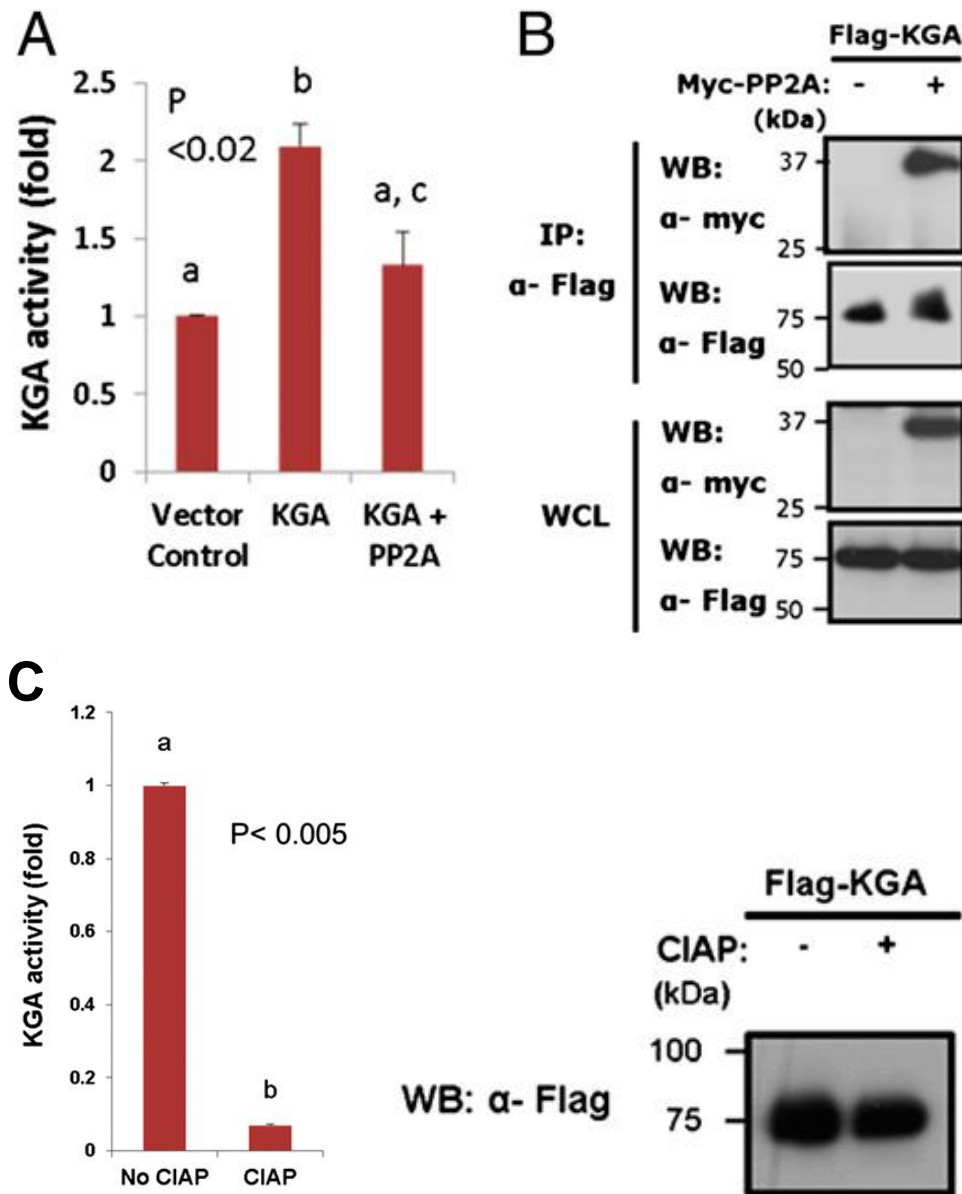 A
KGA activity (fold)
2.5
2
1.5
1
0.5
0
P
<0.02
a
b
a, c
Vector
Control
KGA
KGA +
PP2A
B
Flag-KGA
Myc-PP2A: - +
(kDa)
IP:
α- Flag
WB:
α- myc
37
25
WB:
α- Flag
75
50
WCL
WB:
α- myc
37
25
WB:
α- Flag
75
50
C
KGA activity (fold)
1.2
1
0.8
0.6
0.4
0.2
0
a
P< 0.005
b
No CIAP
CIAP
Flag-KGA
CIAP: - +
(kDa)
WB: α- Flag
100
75